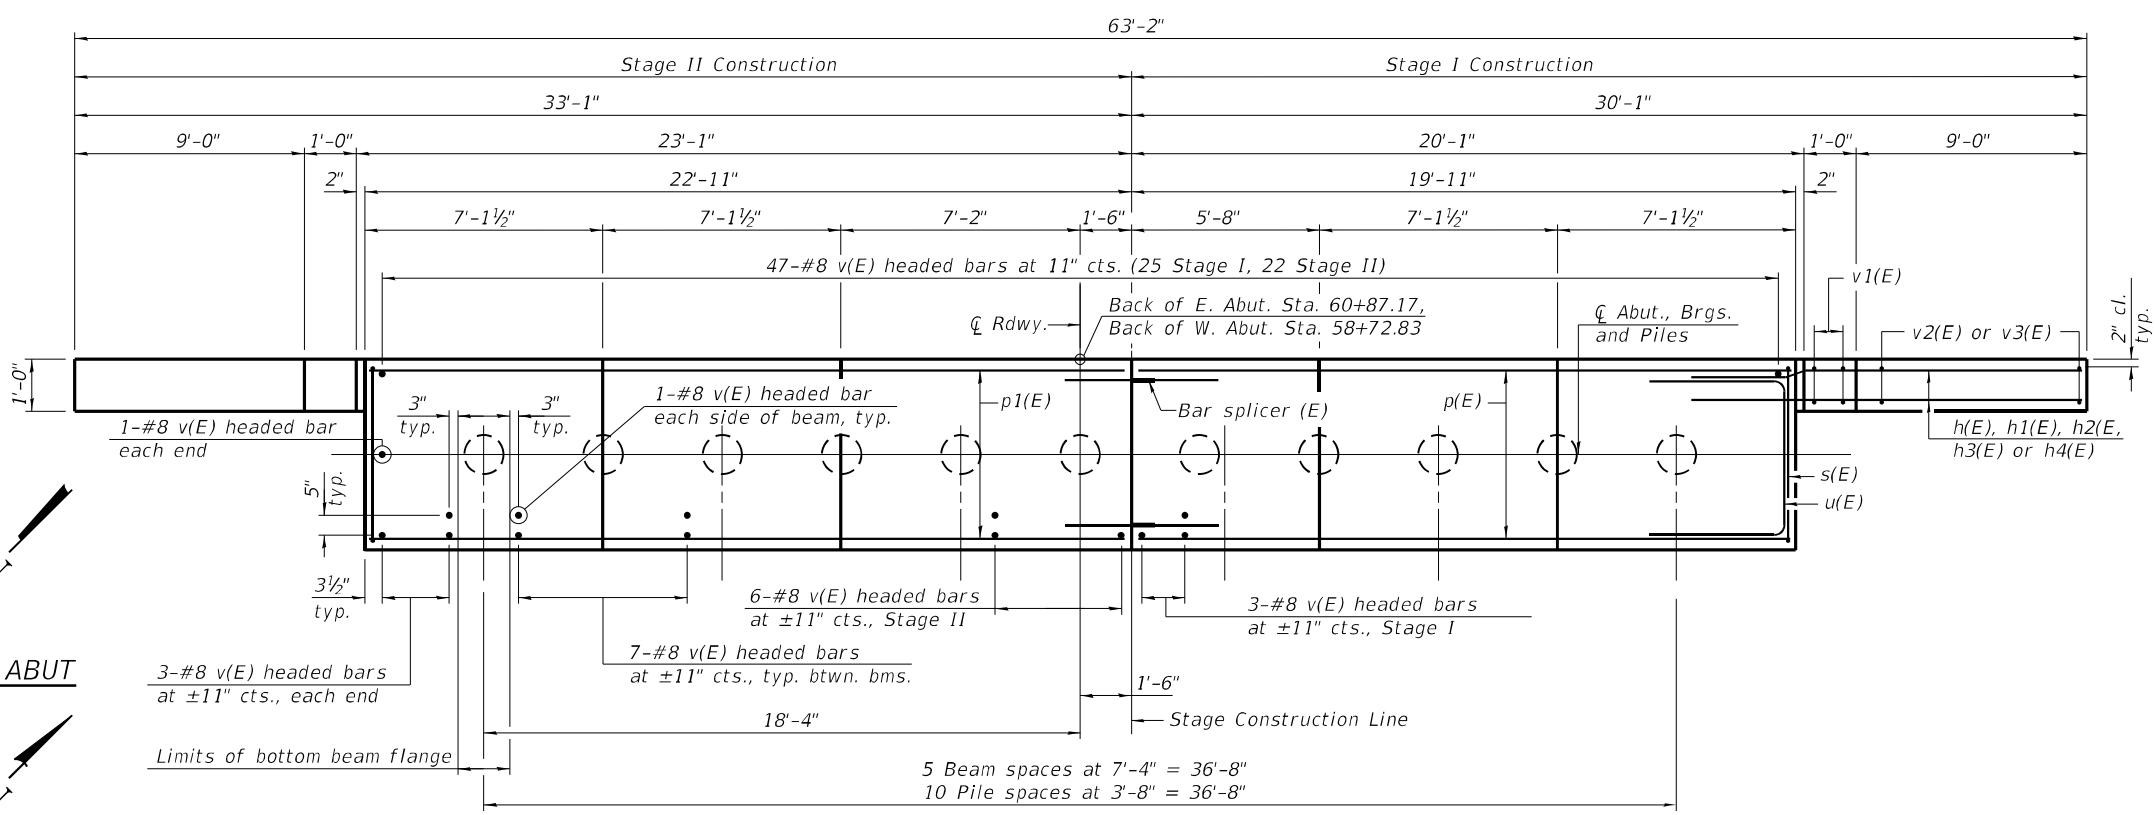 63'-2"
Stage II Construction
Stage I Construction
33'-1"
30'-1"
9'-0"
1'-0"
23'-1"
20'-1"
1'-0"
9'-0"
2"
22'-11"
19'-11"
2"
7'-1½"
7'-1½"
7'-2"
1'-6"
5'-8"
7'-1½"
7'-1½"
47-#8 v(E) headed bars at 11" cts. (25 Stage I, 22 Stage II)
v1(E)
Back of E. Abut. Sta. 60+87.17,
Back of W. Abut. Sta. 58+72.83
℄ Rdwy.
℄ Abut., Brgs.
and Piles
v2(E) or v3(E)
2" cl.
typ.
1'-0"
3"
typ.
3"
typ.
1-#8 v(E) headed bar
each side of beam, typ.
p1(E)
Bar splicer (E)
p(E)
1-#8 v(E) headed bar
each end
h(E), h1(E), h2(E,
h3(E) or h4(E)
5"
typ.
s(E)
u(E)
3½"
typ.
6-#8 v(E) headed bars
at ±11" cts., Stage II
3-#8 v(E) headed bars
at ±11" cts., Stage I
7-#8 v(E) headed bars
at ±11" cts., typ. btwn. bms.
ABUT
3-#8 v(E) headed bars
at ±11" cts., each end
1'-6"
18'-4"
Stage Construction Line
Limits of bottom beam flange
5 Beam spaces at 7'-4" = 36'-8"
10 Pile spaces at 3'-8" = 36'-8"